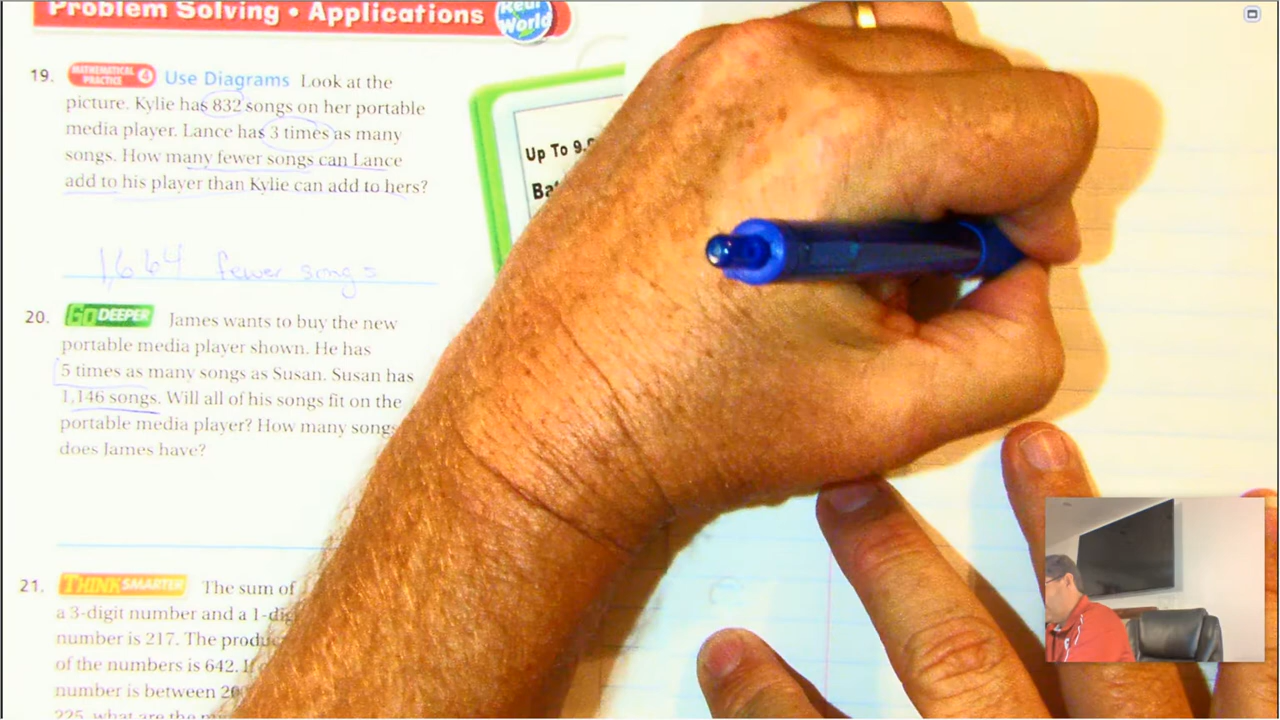 Problem Solving • Applications Real World
19. MATHEMATICAL PRACTICE 4 Use Diagrams Look at the
picture. Kylie has 832 songs on her portable
media player. Lance has 3 times as many
songs. How many fewer songs can Lance
add to his player than Kylie can add to hers?
1,664 fewer songs
Up To 9.
20. GO DEEPER James wants to buy the new
portable media player shown. He has
5 times as many songs as Susan. Susan has
1,146 songs. Will all of his songs fit on the
portable media player? How many songs
does James have?
21. THINK SMARTER The sum of
a 3-digit number and a 1-dig
number is 217. The produc
of the numbers is 642. If
number is between 20
225, what are the